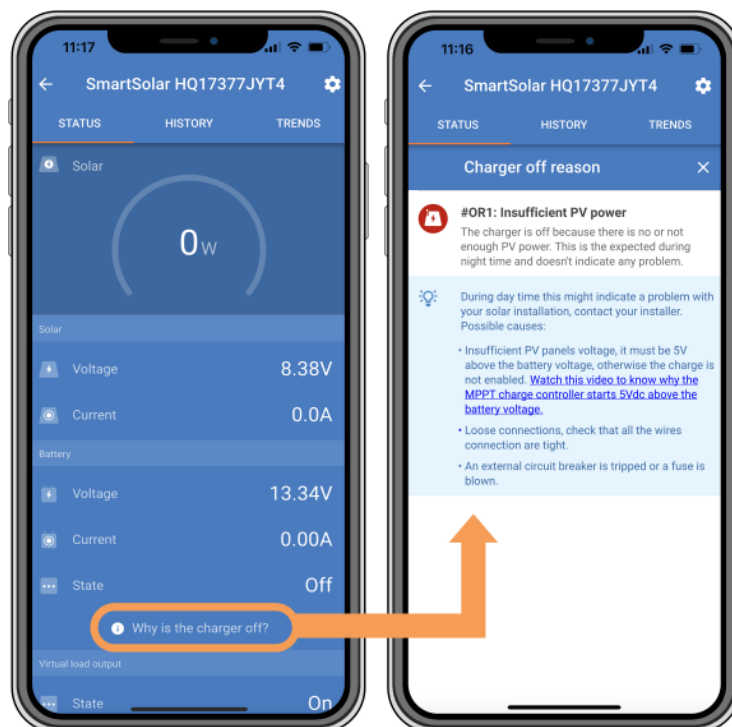 11:17
SmartSolar HQ17377JYT4
STATUS HISTORY TRENDS
Solar
0W
Solar
Voltage 8.38V
Current 0.0A
Battery
Voltage 13.34V
Current 0.00A
State Off
Why is the charger off?
Virtual load output
State On
11:16
SmartSolar HQ17377JYT4
STATUS HISTORY TRENDS
Charger off reason
#OR1: Insufficient PV power
The charger is off because there is no or not
enough PV power. This is the expected during
night time and doesn't indicate any problem.
During day time this might indicate a problem with
your solar installation, contact your installer.
Possible causes:
• Insufficient PV panels voltage, it must be 5V
above the battery voltage, otherwise the charge is
not enabled. Watch this video to know why the
MPPT charge controller starts 5Vdc above the
battery voltage.
• Loose connections, check that all the wires
connection are tight.
• An external circuit breaker is tripped or a fuse is
blown.